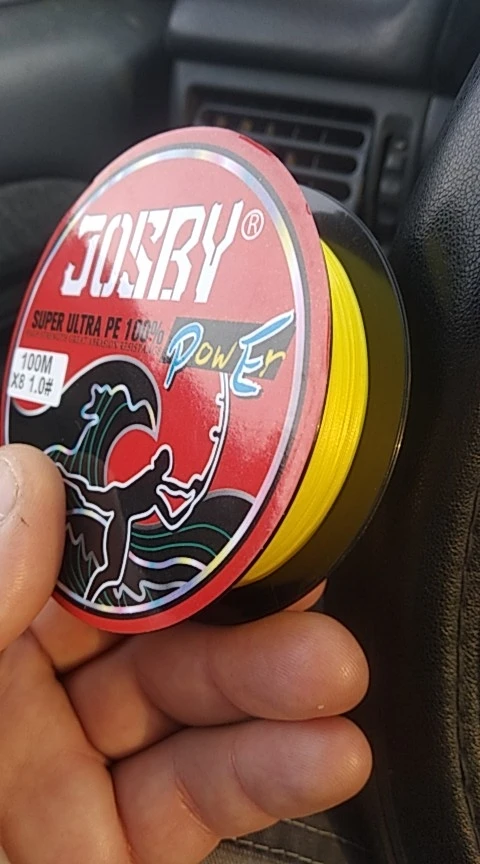 JOSBY®
SUPER ULTRA PE 100%
PowEr
100M
X8 1.0#